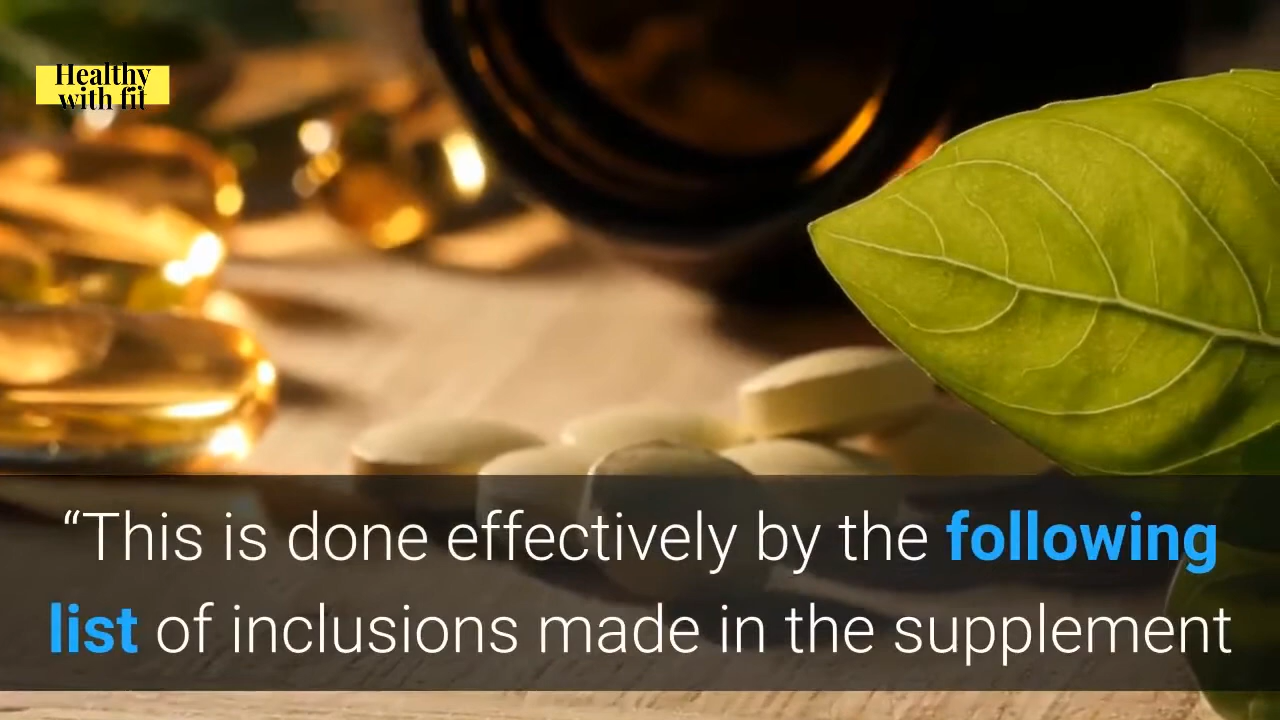 Healthy
with fit
“This is done effectively by the following
list of inclusions made in the supplement